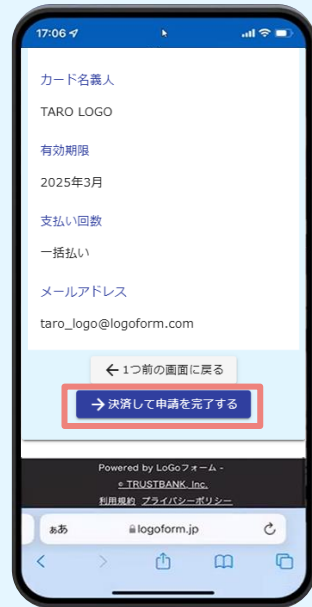 17:06
カード名義人
TARO LOGO
有効期限
2025年3月
支払い回数
一括払い
メールアドレス
taro_logo@logoform.com
←1つ前の画面に戻る
→決済して申請を完了する
Powered by LoGoフォーム -
© TRUSTBANK, Inc.
利用規約 プライバシーポリシー
ぁあ logoform.jp